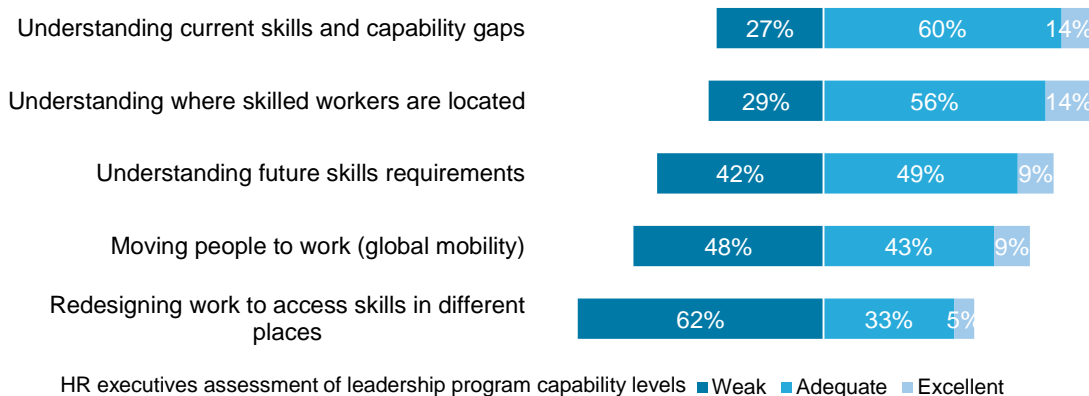 Understanding current skills and capability gaps 27% 60% 14%
Understanding where skilled workers are located 29% 56% 14%
Understanding future skills requirements 42% 49% 9%
Moving people to work (global mobility) 48% 43% 9%
Redesigning work to access skills in different
places 62% 33% 5%
HR executives assessment of leadership program capability levels Weak Adequate Excellent